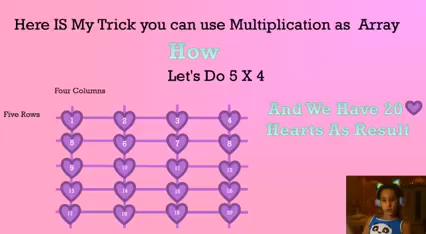 Here IS My Trick you can use Multiplication as Array
How
Let's Do 5 X 4
Four Columns
Five Rows
And We Have 20
Hearts As Result
1 2 3 4
5 6 7 8
9 10 11 12
13 14 15 16
17 18 19 20